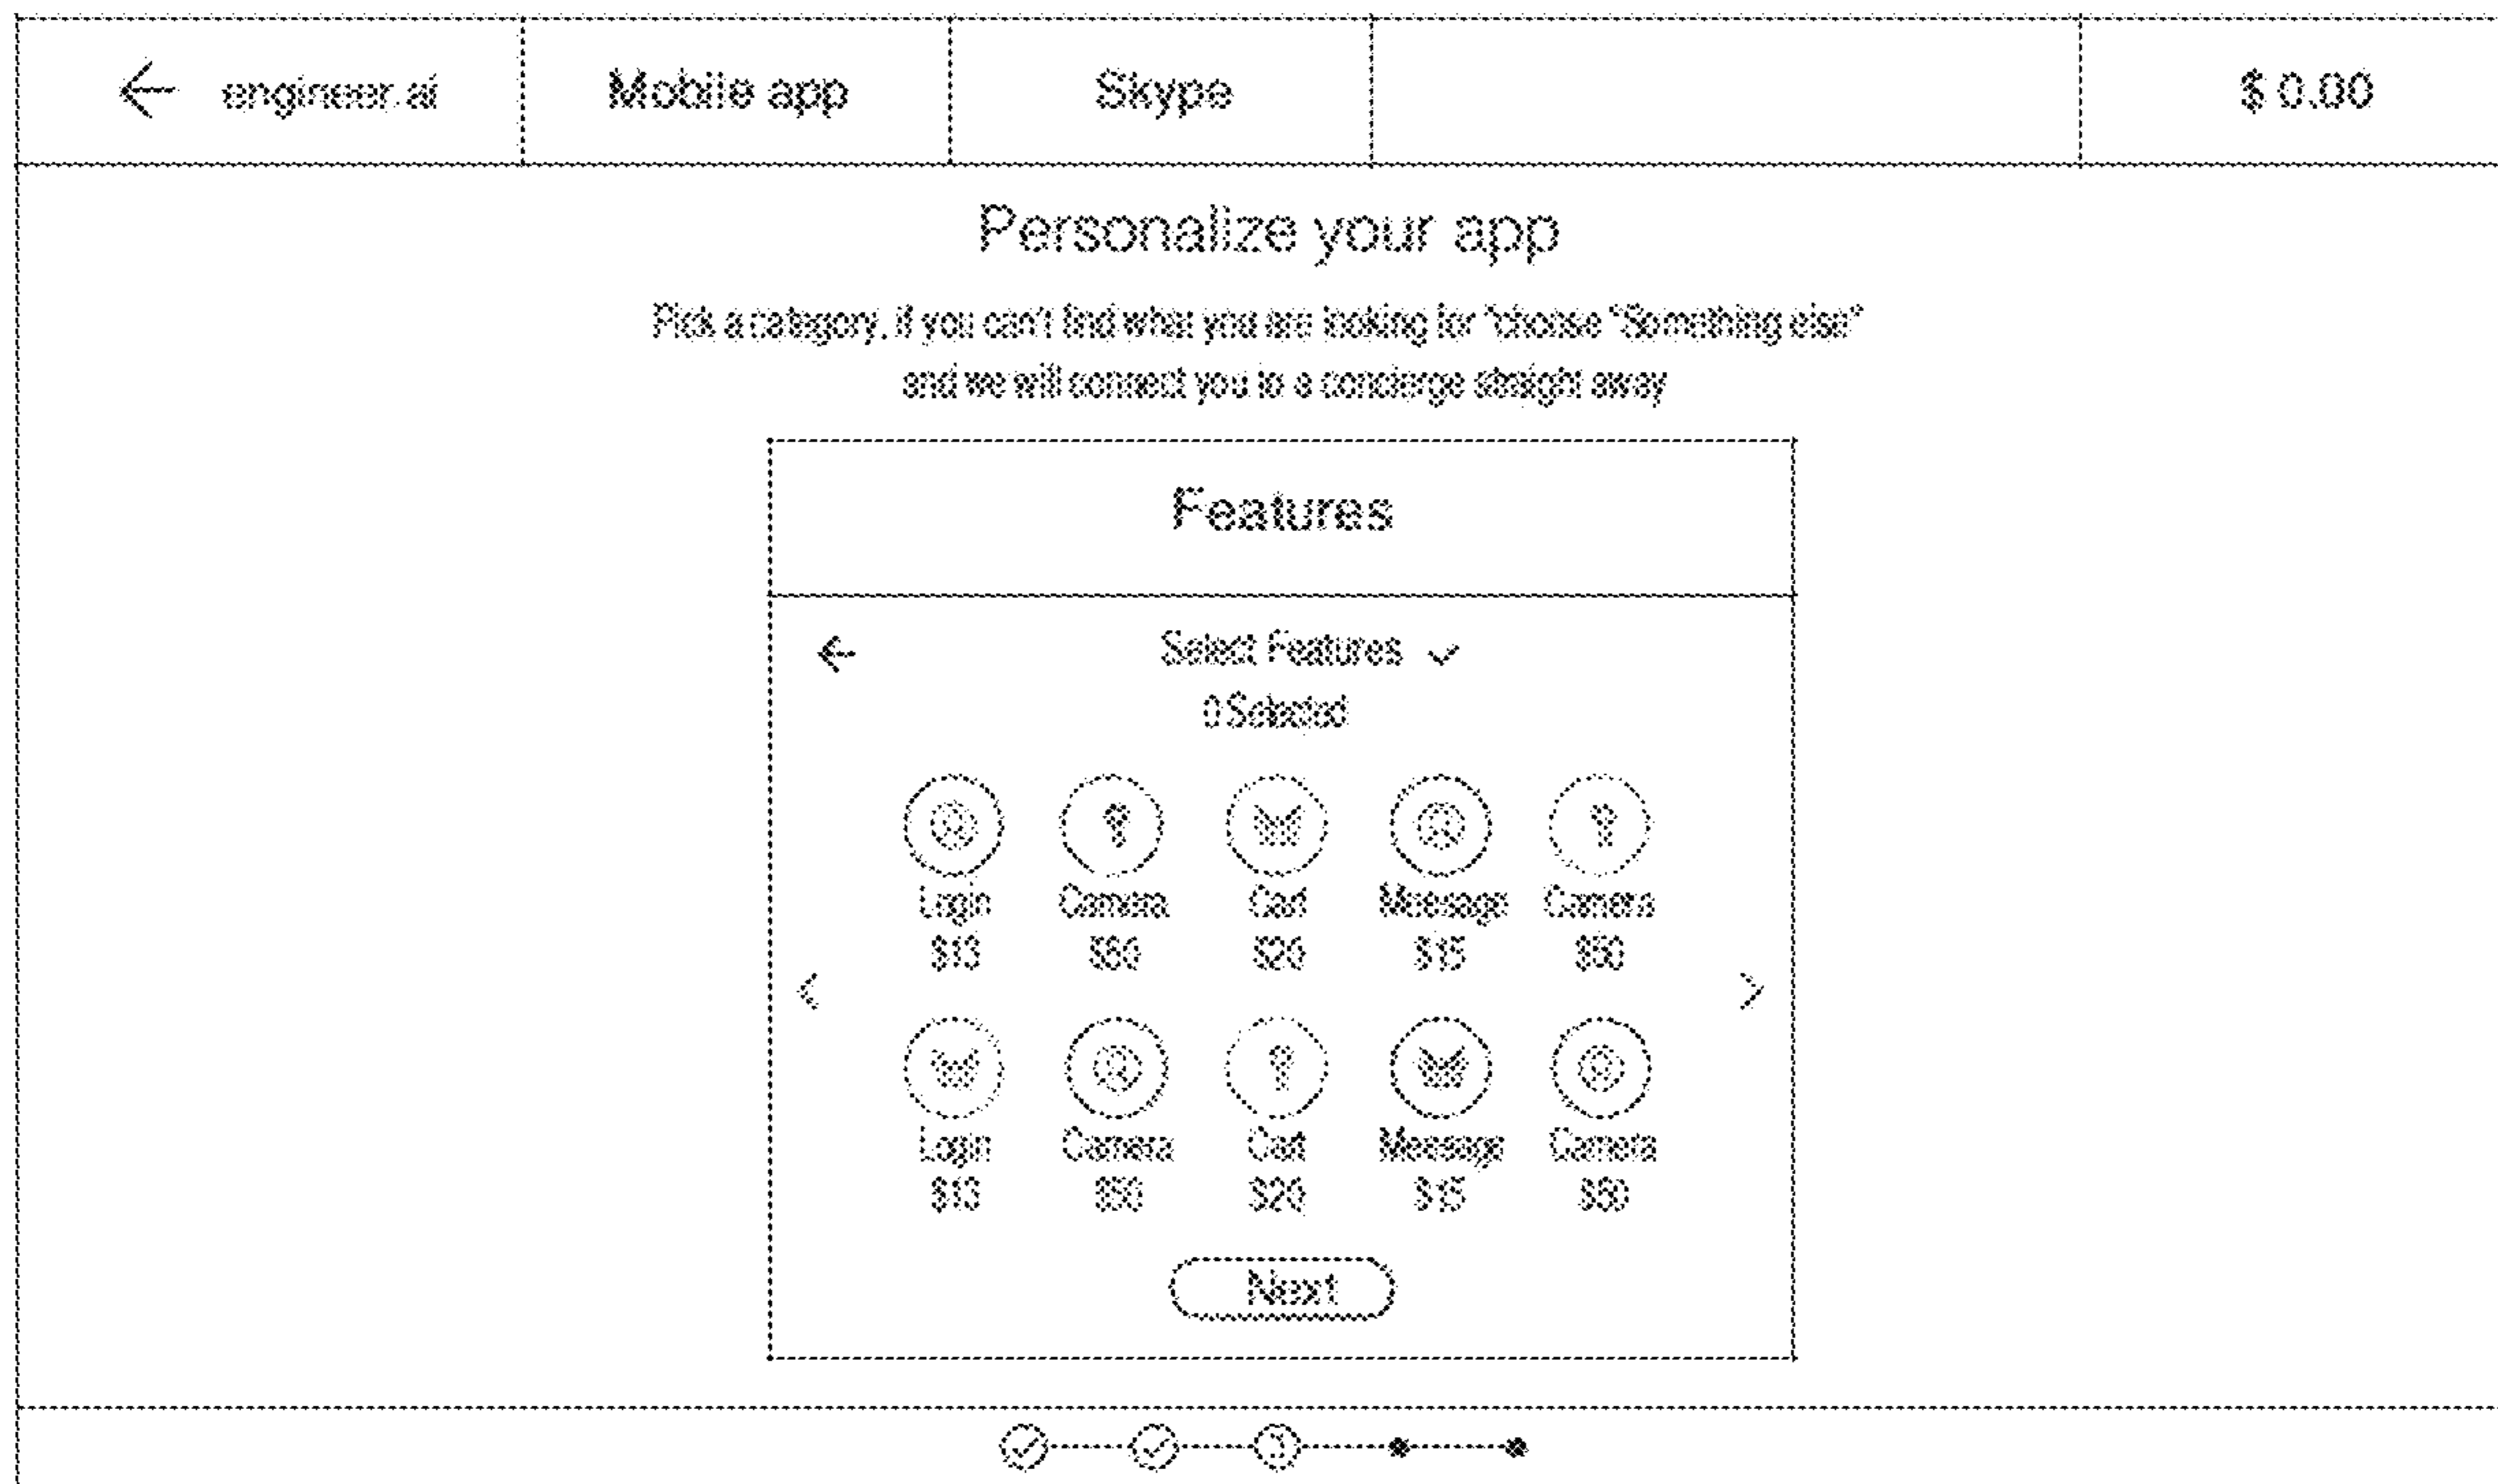 engineer.ai Mobile app Skype $ 0.00
Personalize your app
Pick a category. if you can't find what you are looking for "choose "Something else"
and we will connect you to a concierge straight away
Features
Select Features
0 Selected
Login Camera Cart Message Camera
$13 $50 $20 $15 $50
Login Camera Cart Message Camera
$13 $50 $20 $15 $50
Next
3